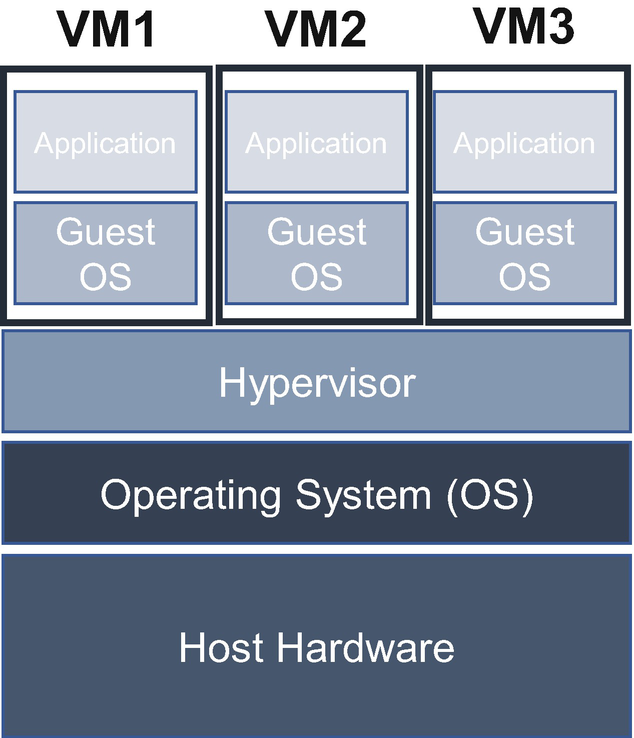 VM1 VM2 VM3
Application Application Application
Guest Guest Guest
OS OS OS
Hypervisor
Operating System (OS)
Host Hardware